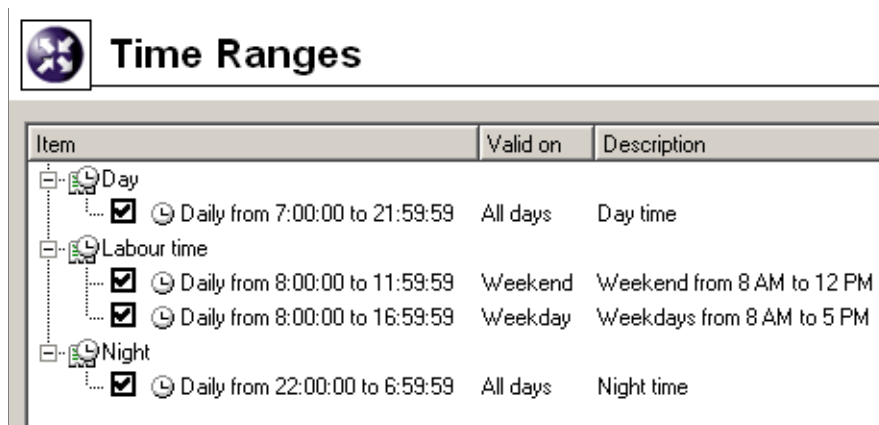 Time Ranges
Item Valid on Description
Day
Daily from 7:00:00 to 21:59:59 All days Day time
Labour time
Daily from 8:00:00 to 11:59:59 Weekend Weekend from 8 AM to 12 PM
Daily from 8:00:00 to 16:59:59 Weekday Weekdays from 8 AM to 5 PM
Night
Daily from 22:00:00 to 6:59:59 All days Night time